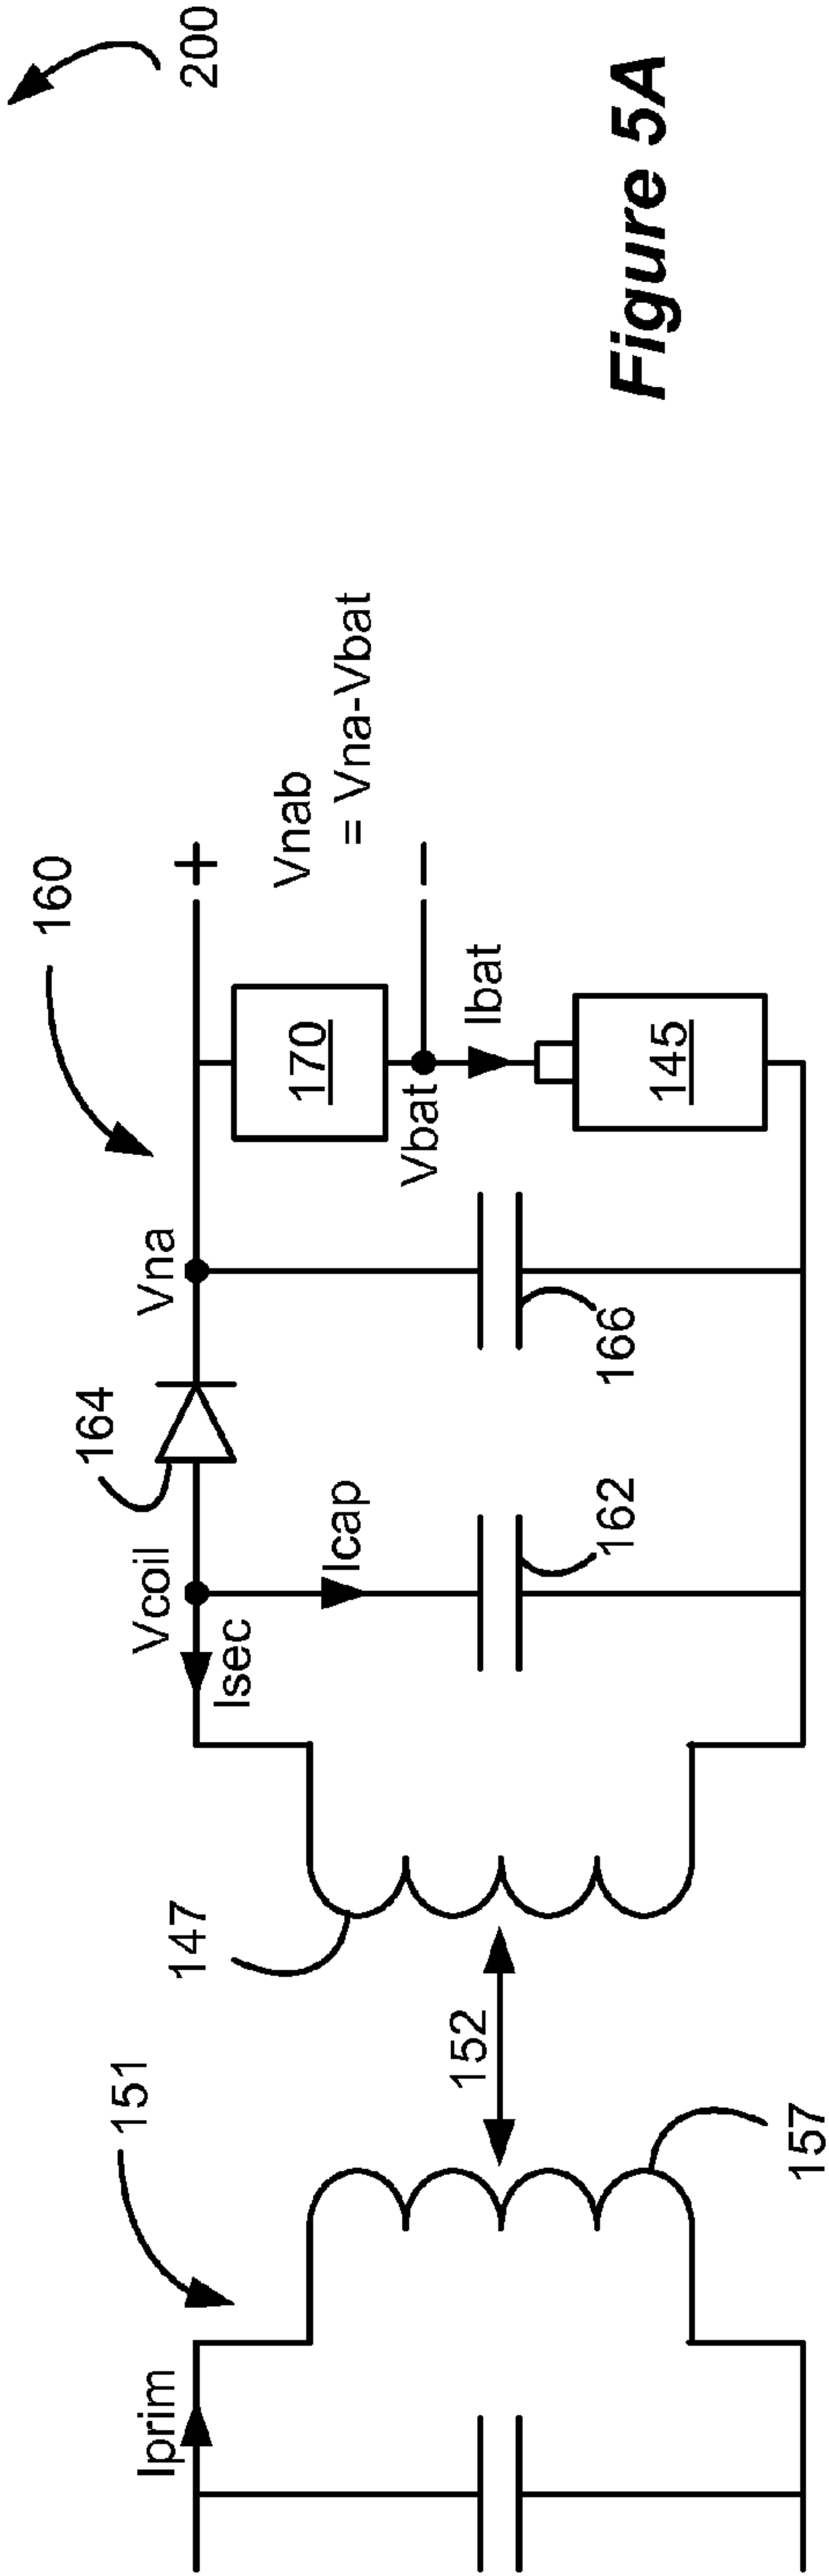 200
160
Vnab
= Vna-Vbat
+
−
164
Vna
Vcoil
Isec
Icap
162
166
170
Vbat
Ibat
145
147
151
152
157
Iprim
Figure 5A